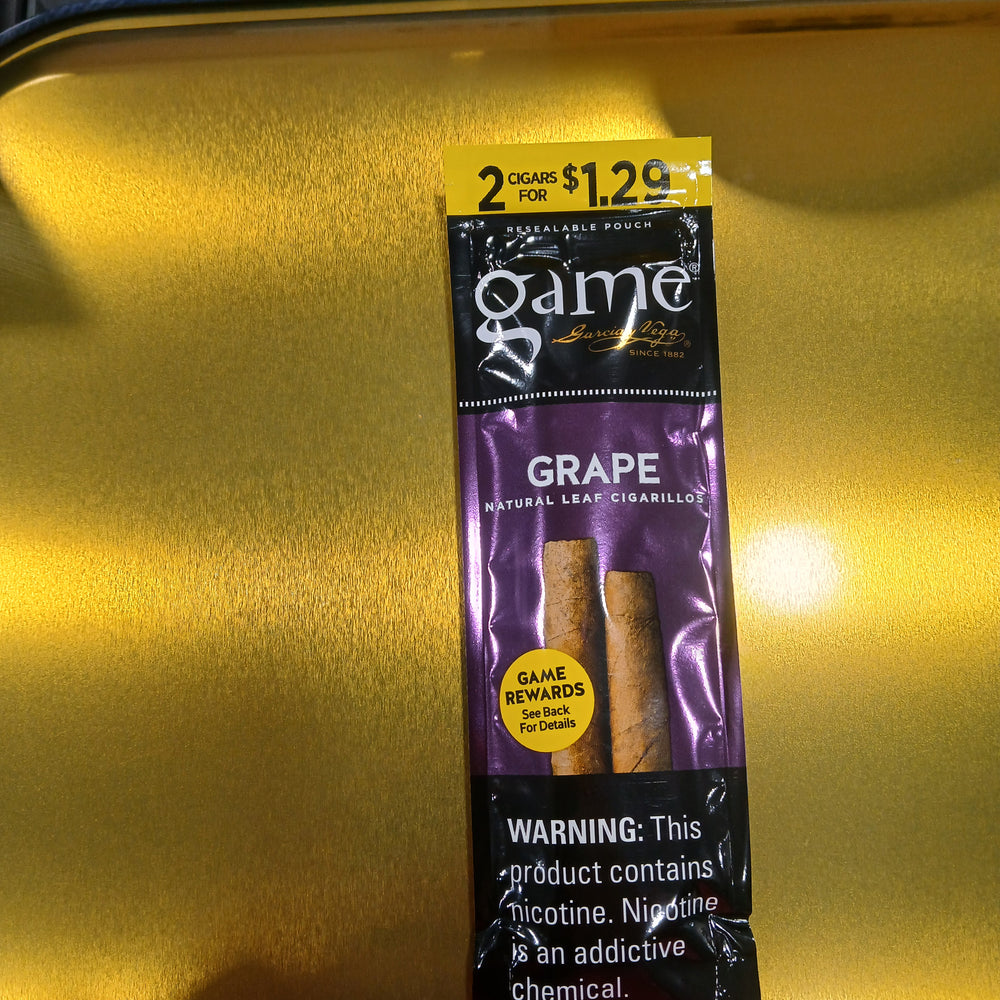 2 CIGARS FOR $1.29
RESEALABLE POUCH
game®
Garcia y Vega®
SINCE 1882
GRAPE
NATURAL LEAF CIGARILLOS
GAME
REWARDS
See Back
For Details
WARNING: This
product contains
nicotine. Nicotine
is an addictive
chemical.